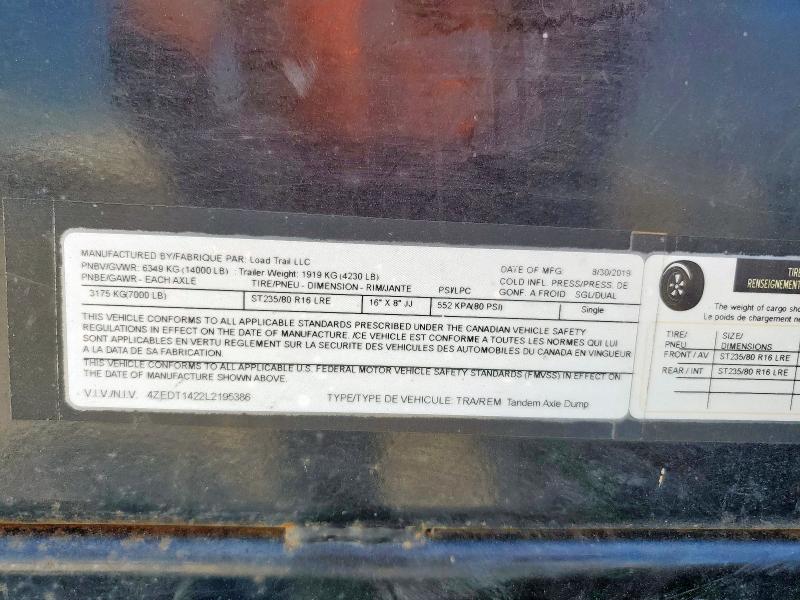 MANUFACTURED BY/FABRIQUE PAR: Load Trail LLC
DATE OF MFG 9/30/2019
PNBV/GVWR: 6349 KG (14000 LB) Trailer Weight: 1919 KG (4230 LB)
COLD INFL. PRESS/PRESS. DE
PNBE/GAWR - EACH AXLE TIRE/PNEU - DIMENSION - RIM/JANTE PSI/LPC GONF. A FROID SGL/DUAL
3175 KG(7000 LB) ST235/80 R16 LRE 16" X 8" JJ 552 KPA(80 PSI) Single
THIS VEHICLE CONFORMS TO ALL APPLICABLE STANDARDS PRESCRIBED UNDER THE CANADIAN VEHICLE SAFETY
REGULATIONS IN EFFECT ON THE DATE OF MANUFACTURE. /CE VEHICLE EST CONFORME A TOUTES LES NORMES QUI LUI
SONT APPLICABLES EN VERTU REGLEMENT SUR LA SECURITE DES VEHICULES DES AUTOMOBILES DU CANADA EN VINGUEUR
A LA DATA DE SA FABRICATION.
THIS VEHICLE CONFORMS TO ALL APPLICABLE U.S. FEDERAL MOTOR VEHICLE SAFETY STANDARDS (FMVSS) IN EFFECT ON
THE DATE OF MANUFACTURE SHOWN ABOVE.
V.I.V./N.I.V. 4ZEDT1422L2195386 TYPE/TYPE DE VEHICULE: TRA/REM Tandem Axle Dump
TIRE
RENSEIGNEMENT
The weight of cargo sho
Le poids de chargement ne
TIRE/ SIZE/
PNEU DIMENSIONS
FRONT / AV ST235/80 R16 LRE
REAR / INT ST235/80 R16 LRE